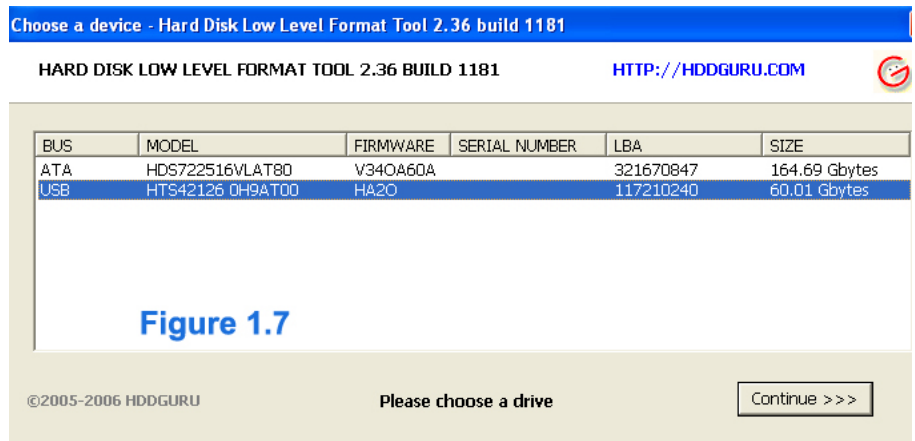 Choose a device - Hard Disk Low Level Format Tool 2.36 build 1181
HARD DISK LOW LEVEL FORMAT TOOL 2.36 BUILD 1181 HTTP://HDDGURU.COM
BUS MODEL FIRMWARE SERIAL NUMBER LBA SIZE
ATA HDS722516VLAT80 V34OA60A 321670847 164.69 Gbytes
USB HTS42126 0H9AT00 HA2O 117210240 60.01 Gbytes
Figure 1.7
©2005-2006 HDDGURU Please choose a drive Continue >>>